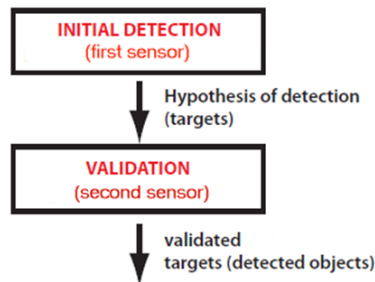 INITIAL DETECTION
(first sensor)
Hypothesis of detection
(targets)
VALIDATION
(second sensor)
validated
targets (detected objects)